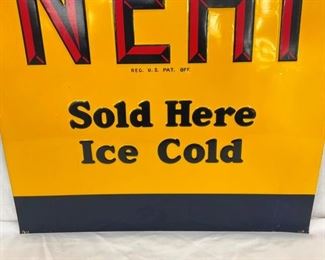 NEHI
REG. U.S. PAT. OFF.
Sold Here
Ice Cold